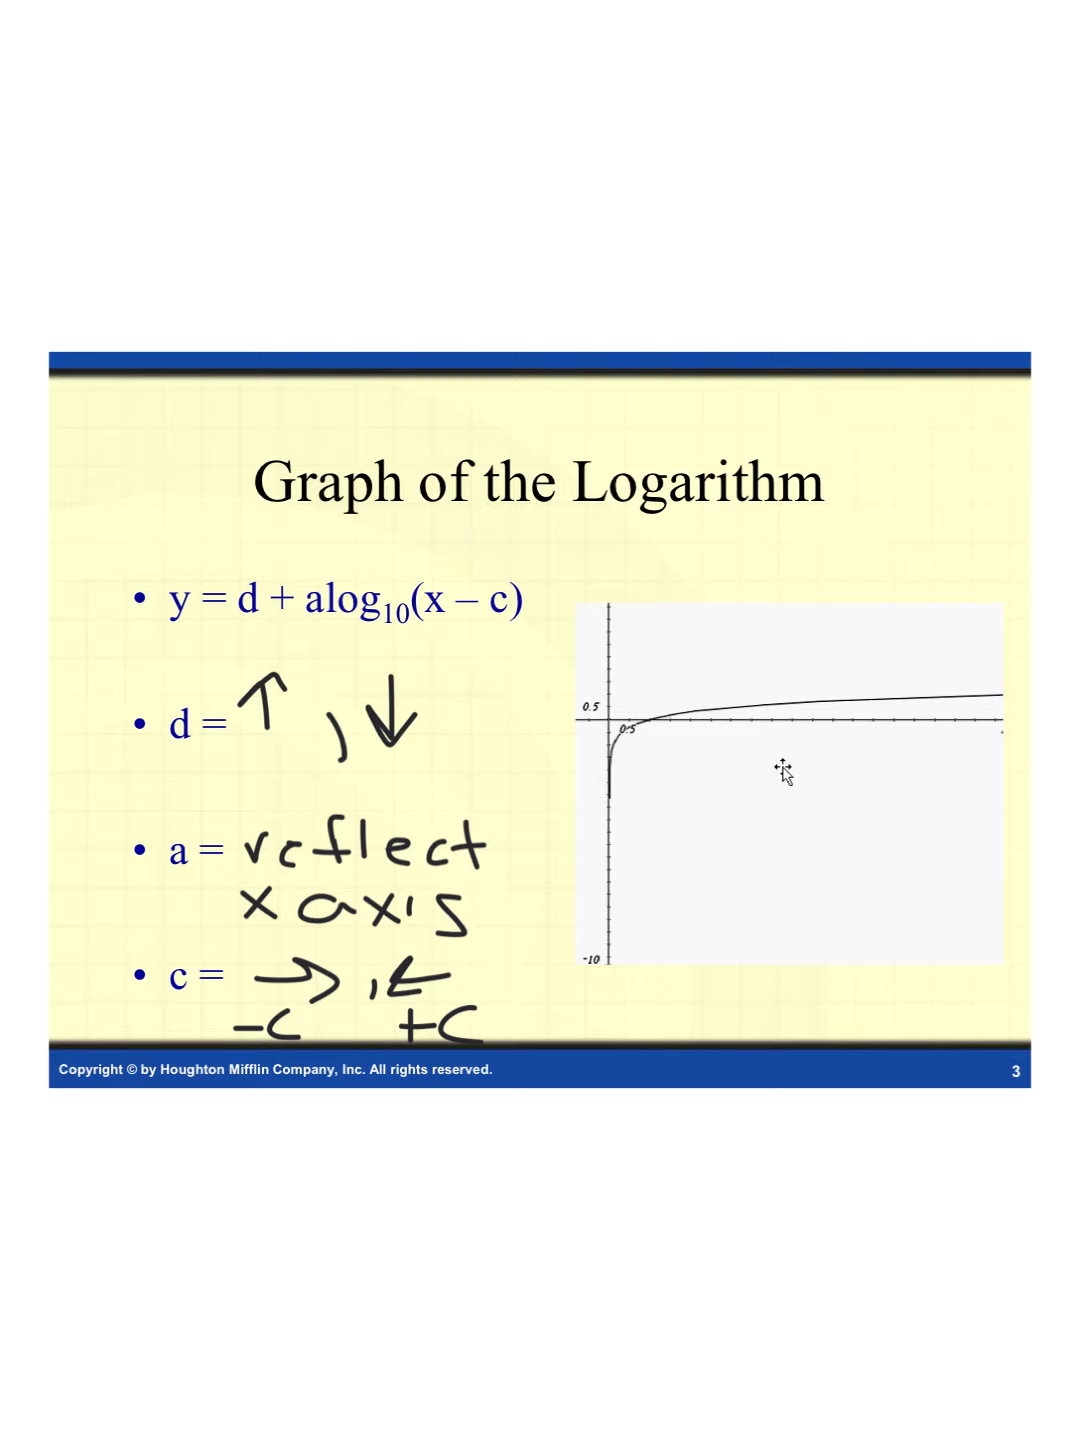 Graph of the Logarithm
• y = d + alog₁₀(x – c)
• d = ↑ , ↓
• a = reflect
x axis
• c = → , ←
-c +c
0.5
0.5
-10
Copyright © by Houghton Mifflin Company, Inc. All rights reserved.
3